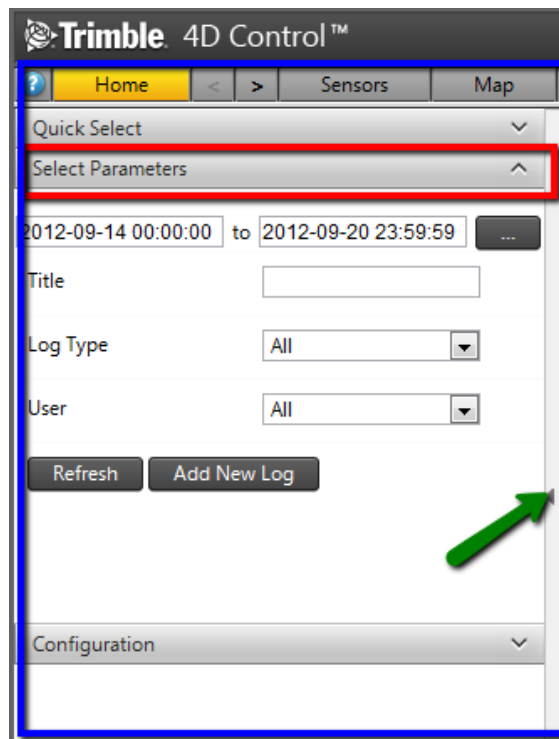 Trimble. 4D Control™
? Home < > Sensors Map
Quick Select
Select Parameters
2012-09-14 00:00:00 to 2012-09-20 23:59:59 ...
Title
Log Type All
User All
Refresh Add New Log
Configuration